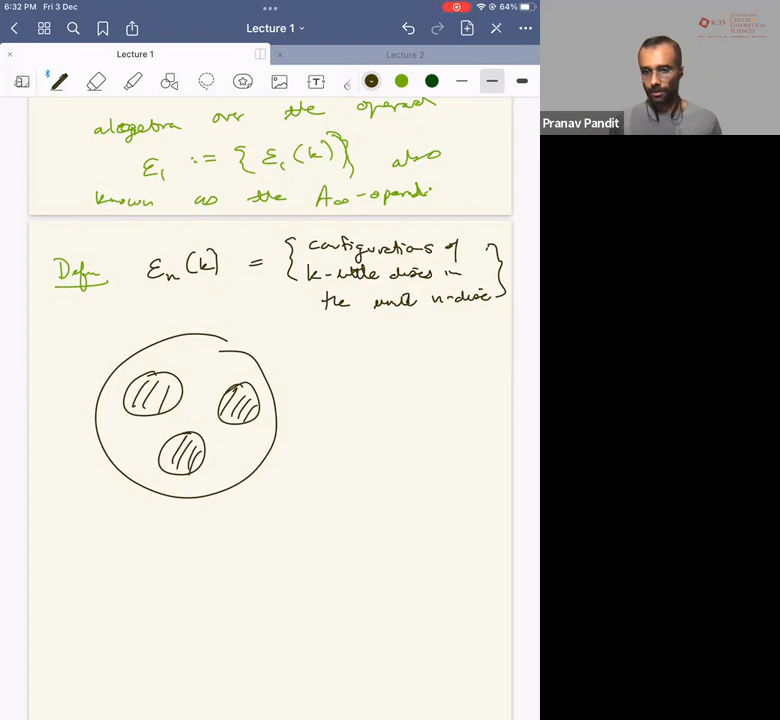 6:32 PM Fri 3 Dec
64%
Lecture 1
Lecture 1
Lecture 2
algebra over the operad
ℰ₁ := { ℰ₁(k) } also
known as the A∞-operad
Defn ℰₙ(k) = { configurations of
k-little discs in
the unit n-disc }
ICTS
INTERNATIONAL
CENTRE for
THEORETICAL
SCIENCES
Pranav Pandit